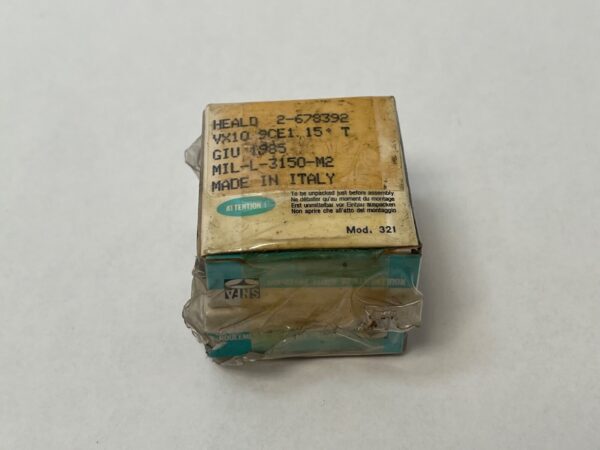 HEALD 2-678392
VX10 9CE1 15° T
GIU 1985
MIL-L-3150-M2
MADE IN ITALY
ATTENTION !
To be unpacked just before assembly
Ne déballer qu'au moment du montage
Erst unmittelbar vor Einbau auspacken
Non aprire che all'atto del montaggio
Mod. 321
SNFA
ROULEME